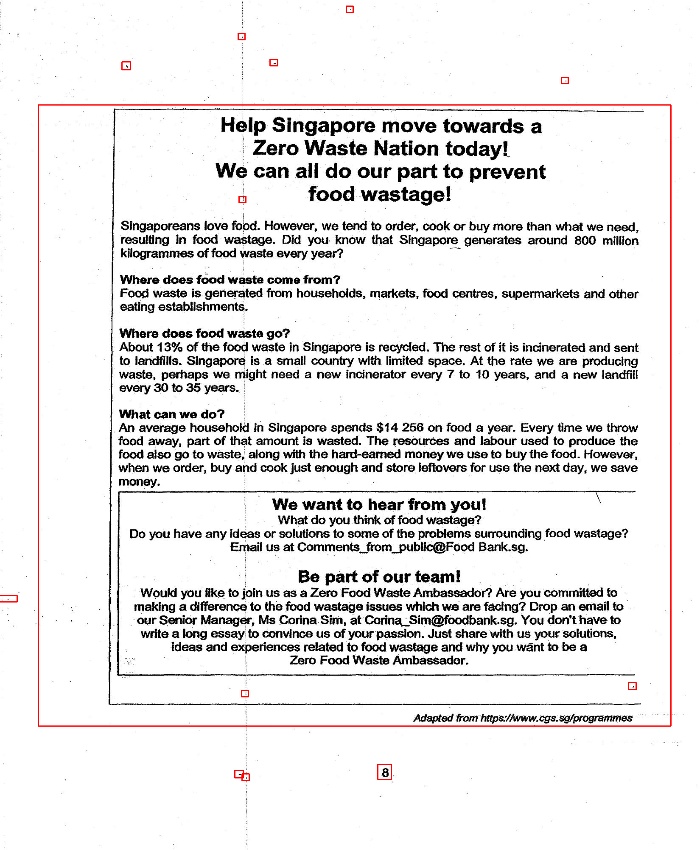 Help Singapore move towards a
Zero Waste Nation today!
We can all do our part to prevent
food wastage!
Singaporeans love food. However, we tend to order, cook or buy more than what we need,
resulting in food wastage. Did you know that Singapore generates around 800 million
kilogrammes of food waste every year?
Where does food waste come from?
Food waste is generated from households, markets, food centres, supermarkets and other
eating establishments.
Where does food waste go?
About 13% of the food waste in Singapore is recycled. The rest of it is incinerated and sent
to landfills. Singapore is a small country with limited space. At the rate we are producing
waste, perhaps we might need a new incinerator every 7 to 10 years, and a new landfill
every 30 to 35 years.
What can we do?
An average household in Singapore spends $14 256 on food a year. Every time we throw
food away, part of that amount is wasted. The resources and labour used to produce the
food also go to waste, along with the hard-earned money we use to buy the food. However,
when we order, buy and cook just enough and store leftovers for use the next day, we save
money.
We want to hear from you!
What do you think of food wastage?
Do you have any ideas or solutions to some of the problems surrounding food wastage?
Email us at Comments_from_public@Food Bank.sg.
Be part of our team!
Would you like to join us as a Zero Food Waste Ambassador? Are you committed to
making a difference to the food wastage issues which we are facing? Drop an email to
our Senior Manager, Ms Corina Sim, at Corina_Sim@foodbank.sg. You don't have to
write a long essay to convince us of your passion. Just share with us your solutions,
ideas and experiences related to food wastage and why you want to be a
Zero Food Waste Ambassador.
Adapted from https://www.cgs.sg/programmes
8